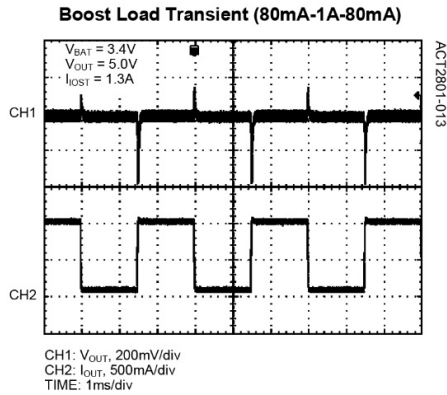 Boost Load Transient (80mA-1A-80mA)
VBAT = 3.4V
VOUT = 5.0V
IIOST = 1.3A
ACT2801-013
CH1
CH2
CH1: VOUT, 200mV/div
CH2: IOUT, 500mA/div
TIME: 1ms/div